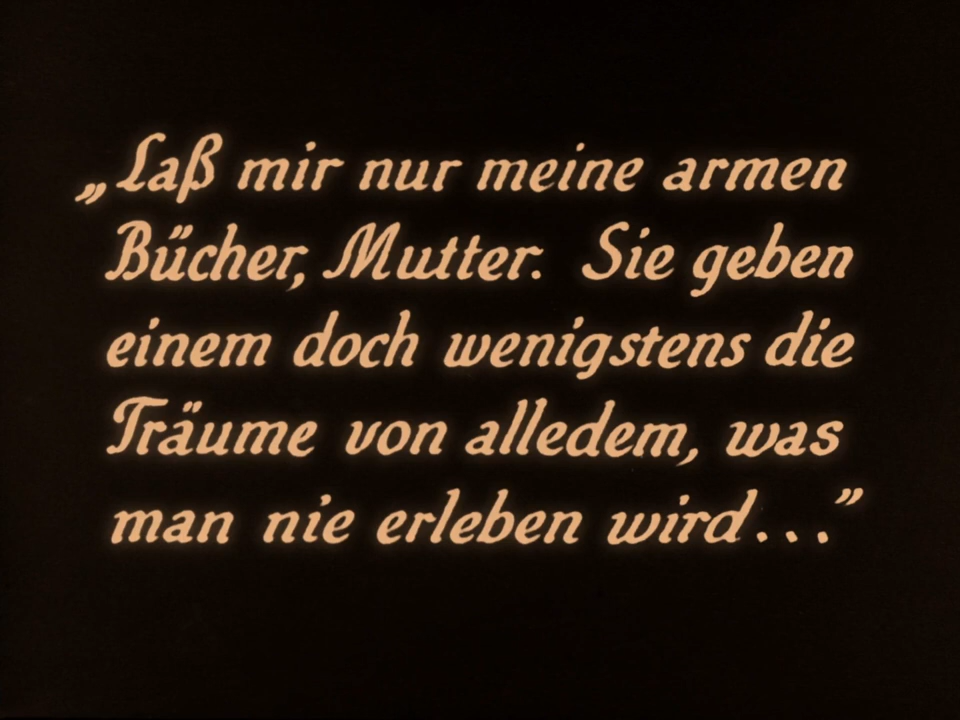 „Laß mir nur meine armen
Bücher, Mutter. Sie geben
einem doch wenigstens die
Träume von alledem, was
man nie erleben wird...”